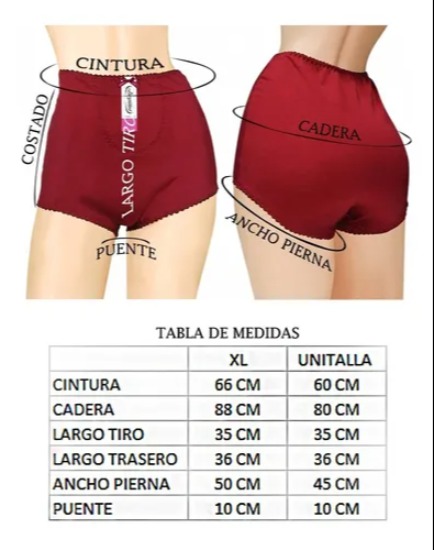 CINTURA
COSTADO
LARGO TIRO
CADERA
ANCHO PIERNA
PUENTE
TABLA DE MEDIDAS
XL UNITALLA
CINTURA 66 CM 60 CM
CADERA 88 CM 80 CM
LARGO TIRO 35 CM 35 CM
LARGO TRASERO 36 CM 36 CM
ANCHO PIERNA 50 CM 45 CM
PUENTE 10 CM 10 CM